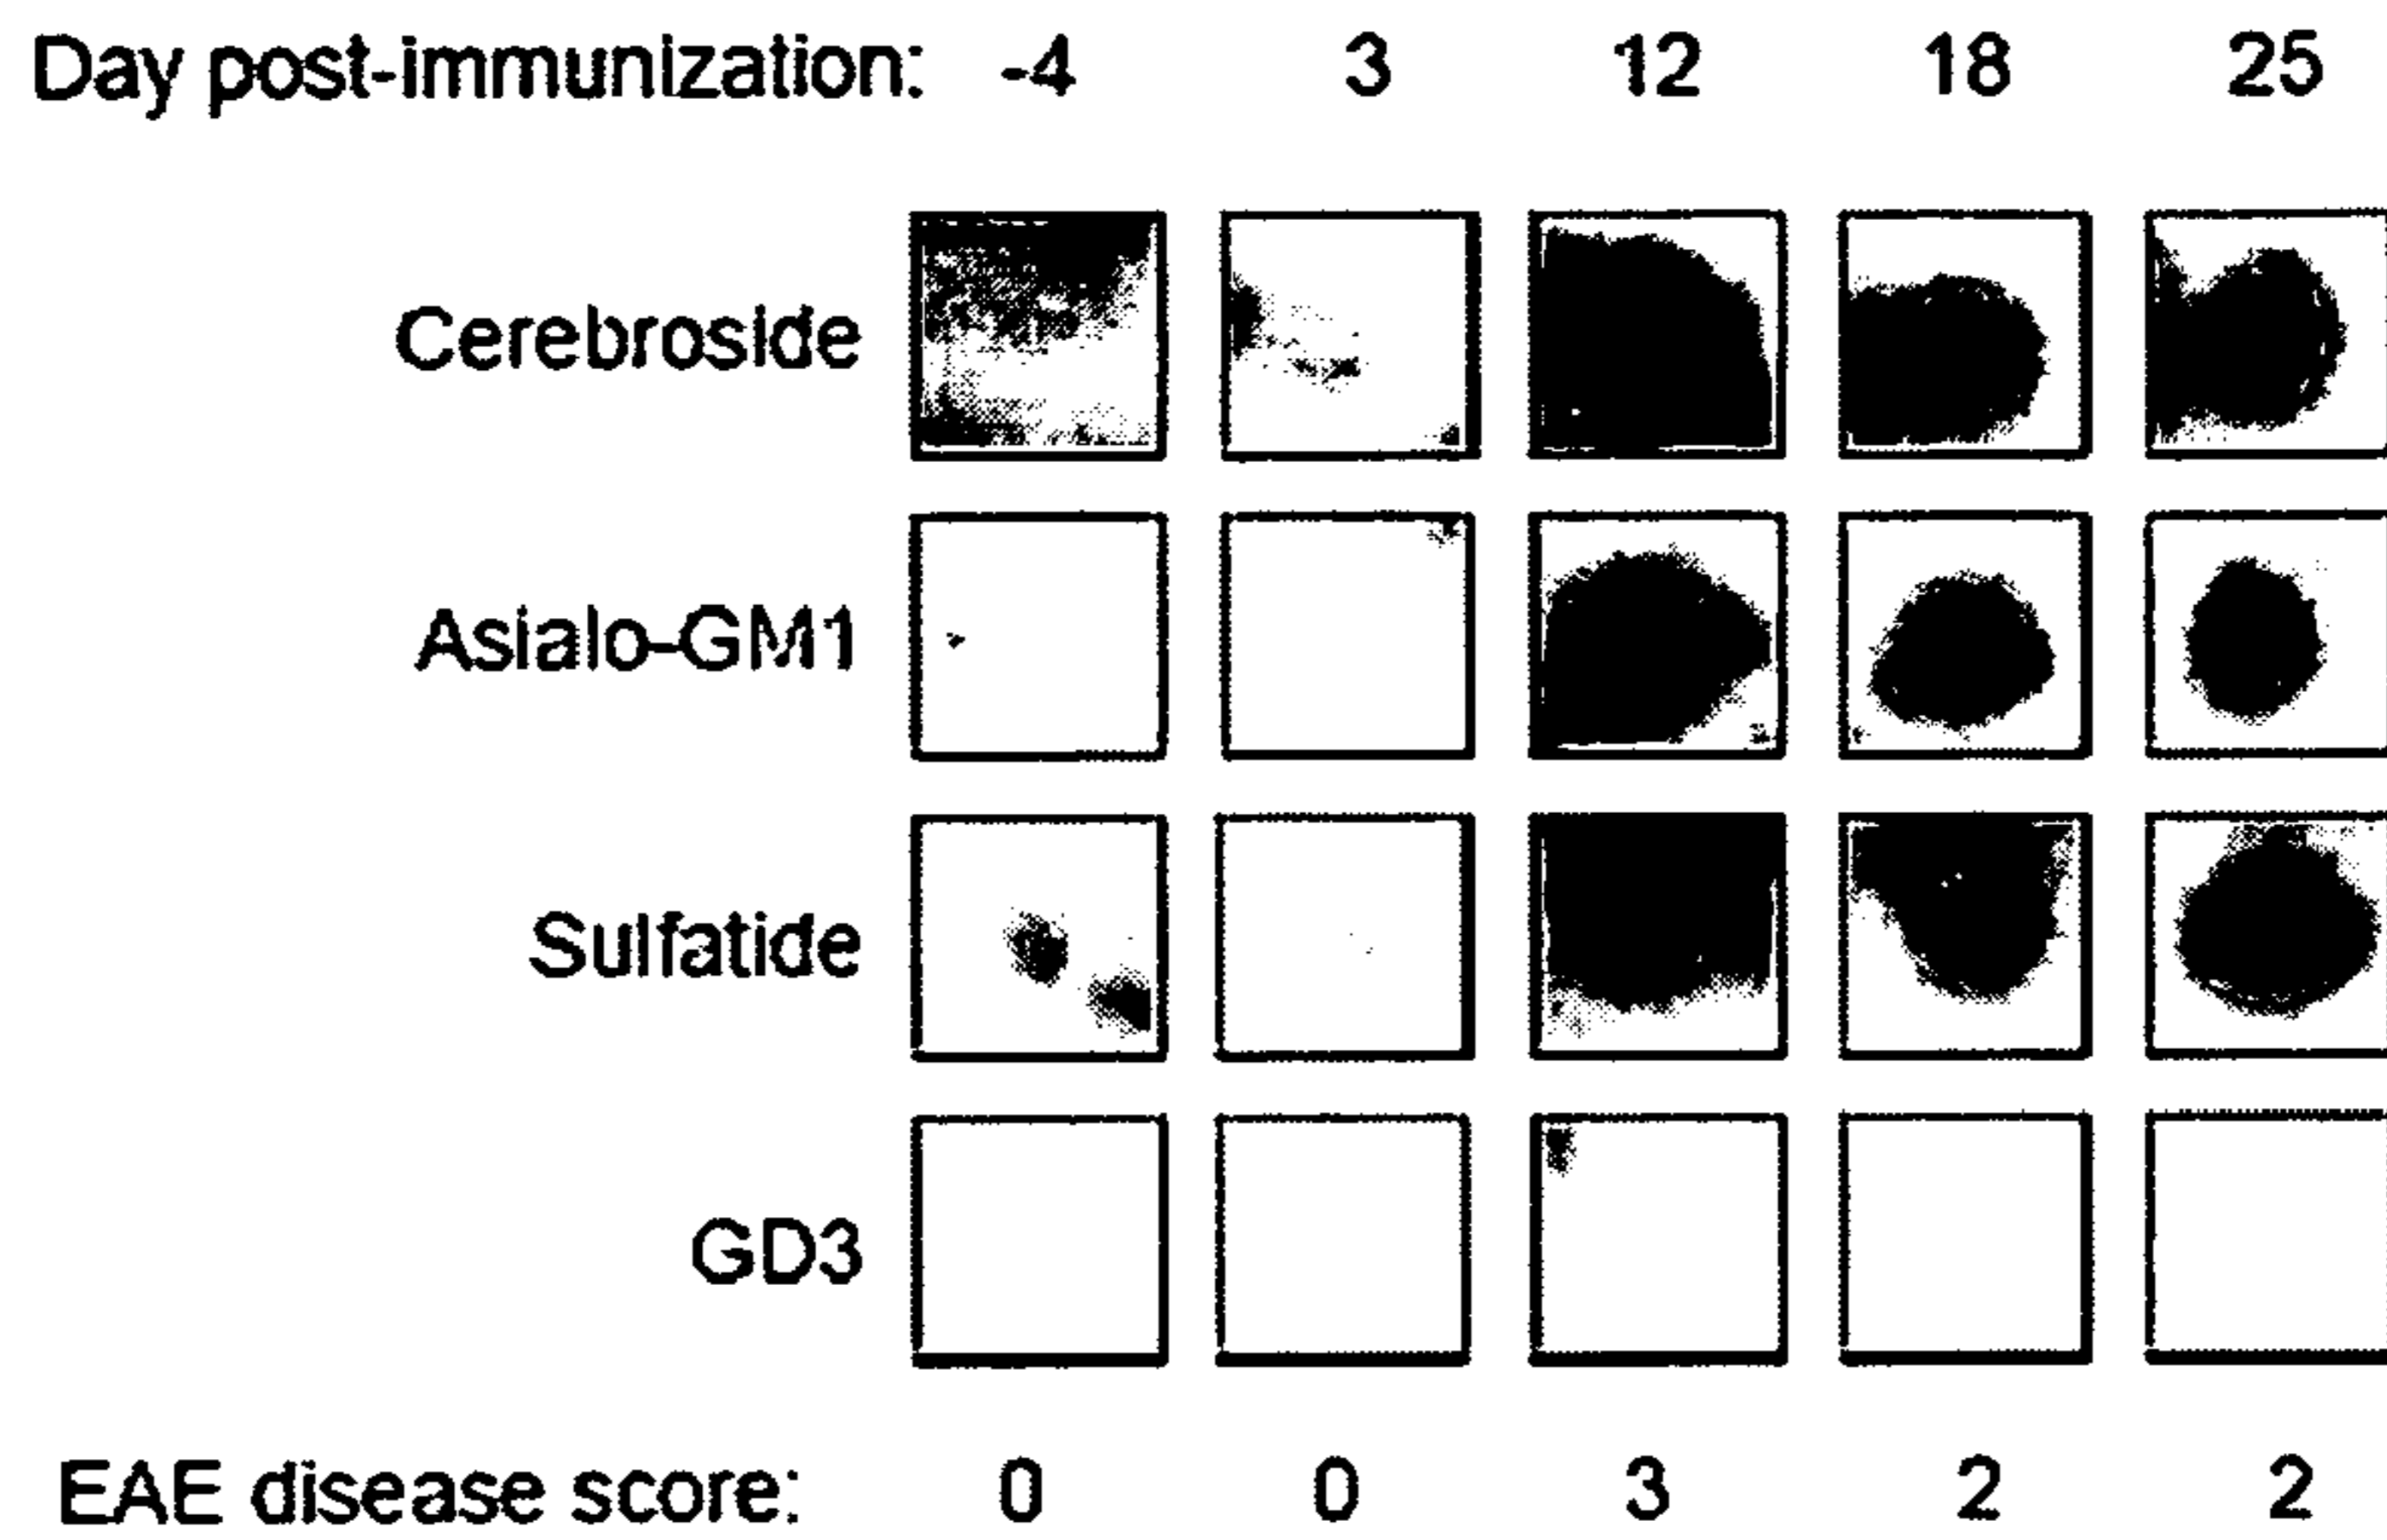 Day post-immunization: -4 3 12 18 25
Cerebroside
Asialo-GM1
Sulfatide
GD3
EAE disease score: 0 0 3 2 2